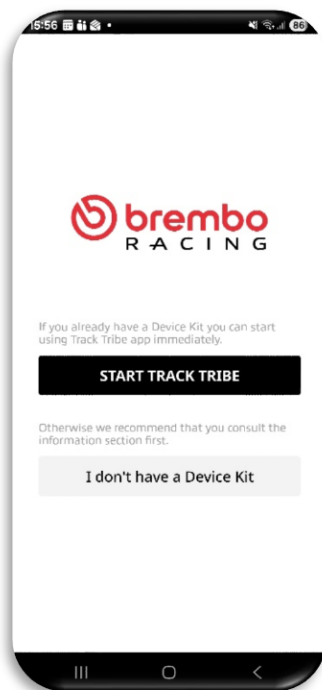 15:56
86
brembo
RACING
If you already have a Device Kit you can start
using Track Tribe app immediately.
START TRACK TRIBE
Otherwise we recommend that you consult the
information section first.
I don't have a Device Kit